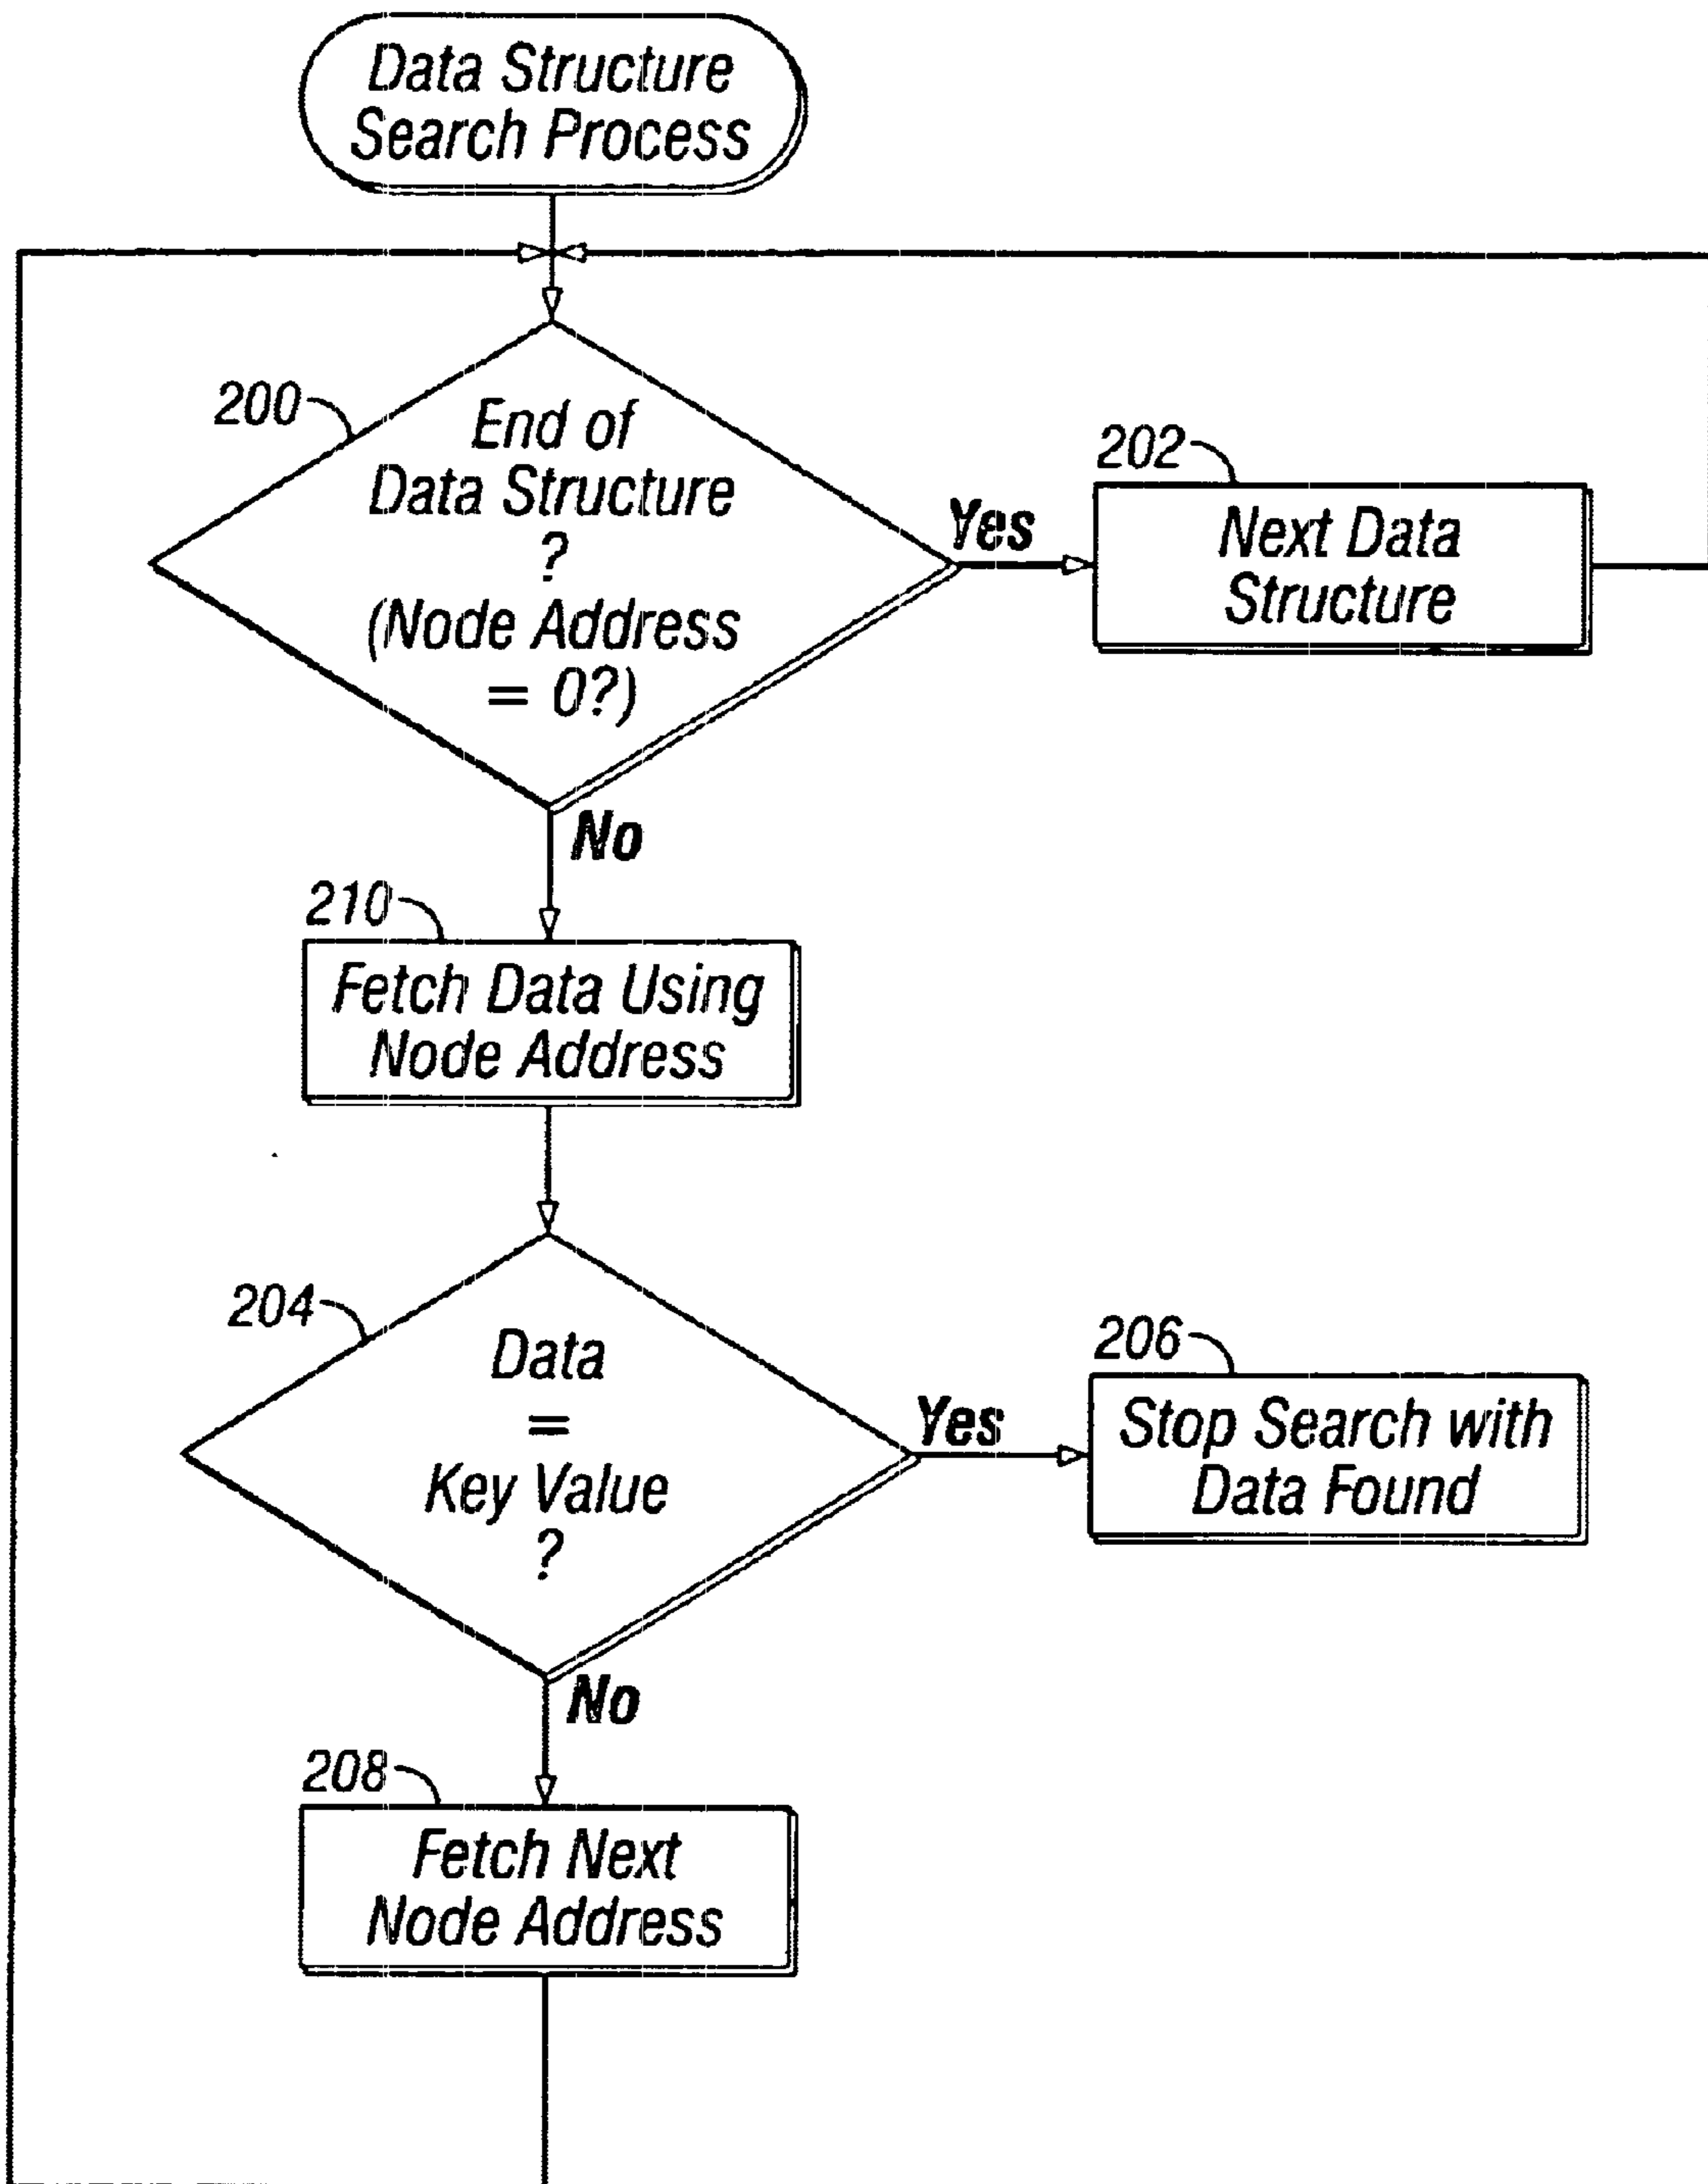 Data Structure
Search Process
200
End of
Data Structure
?
(Node Address
= 0?)
Yes
202
Next Data
Structure
No
210
Fetch Data Using
Node Address
204
Data
=
Key Value
?
Yes
206
Stop Search with
Data Found
No
208
Fetch Next
Node Address